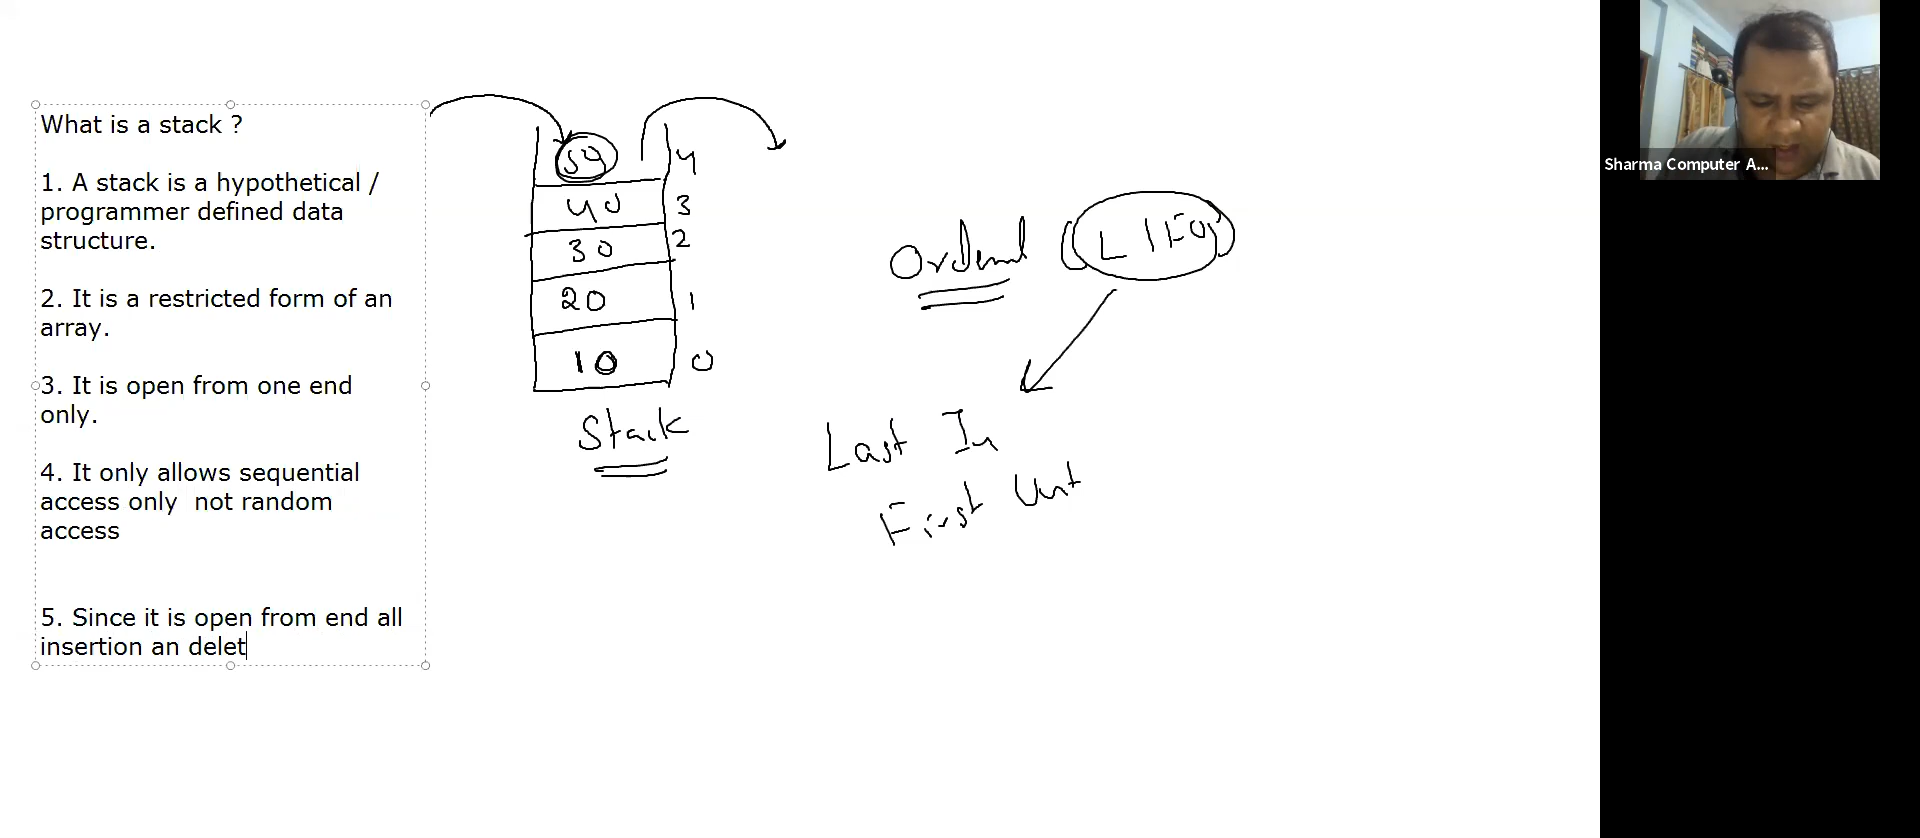 What is a stack ?
1. A stack is a hypothetical /
programmer defined data
structure.
2. It is a restricted form of an
array.
3. It is open from one end
only.
4. It only allows sequential
access only  not random
access
5. Since it is open from end all
insertion an delet
50 4
40 3
30 2
20 1
10 0
Stack
(LIFO)
Last In
First Out
Sharma Computer A...